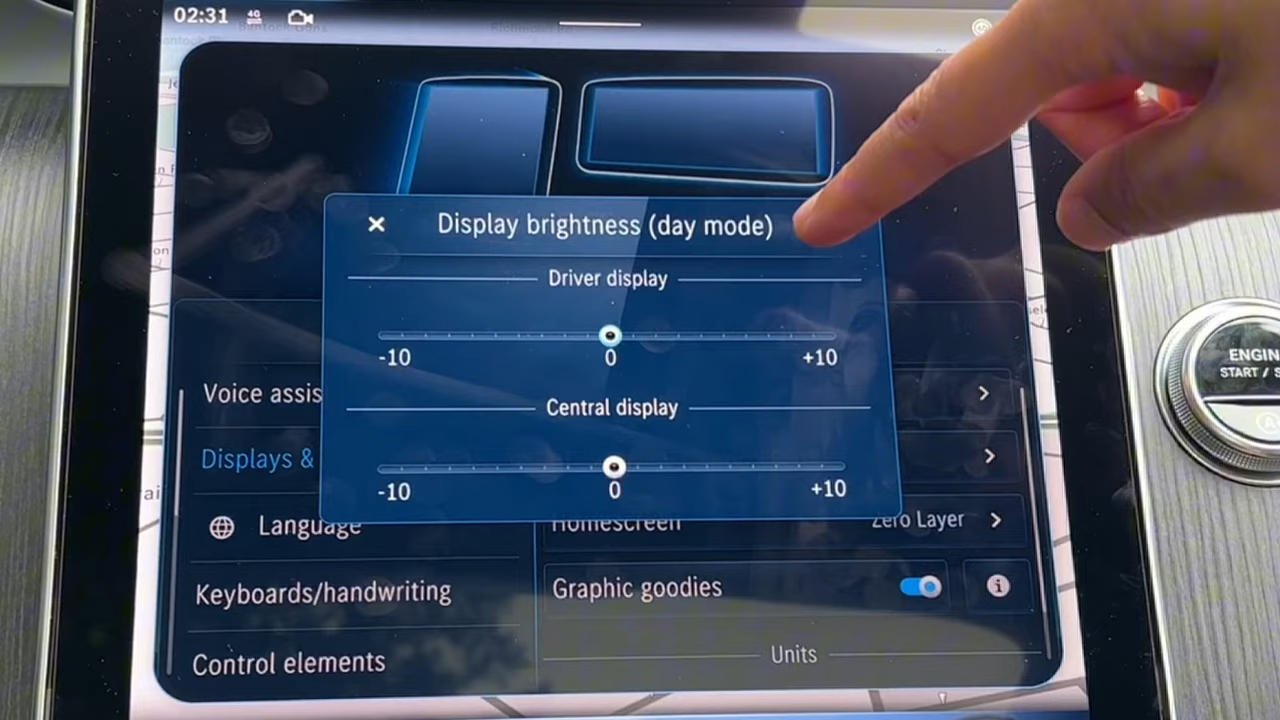 02:31 4G
Display brightness (day mode)
Driver display
-10 0 +10
Central display
-10 0 +10
Voice assis
Displays &
Language
Homescreen Zero Layer
Keyboards/handwriting
Graphic goodies
Control elements
Units
ENGIN
START / S